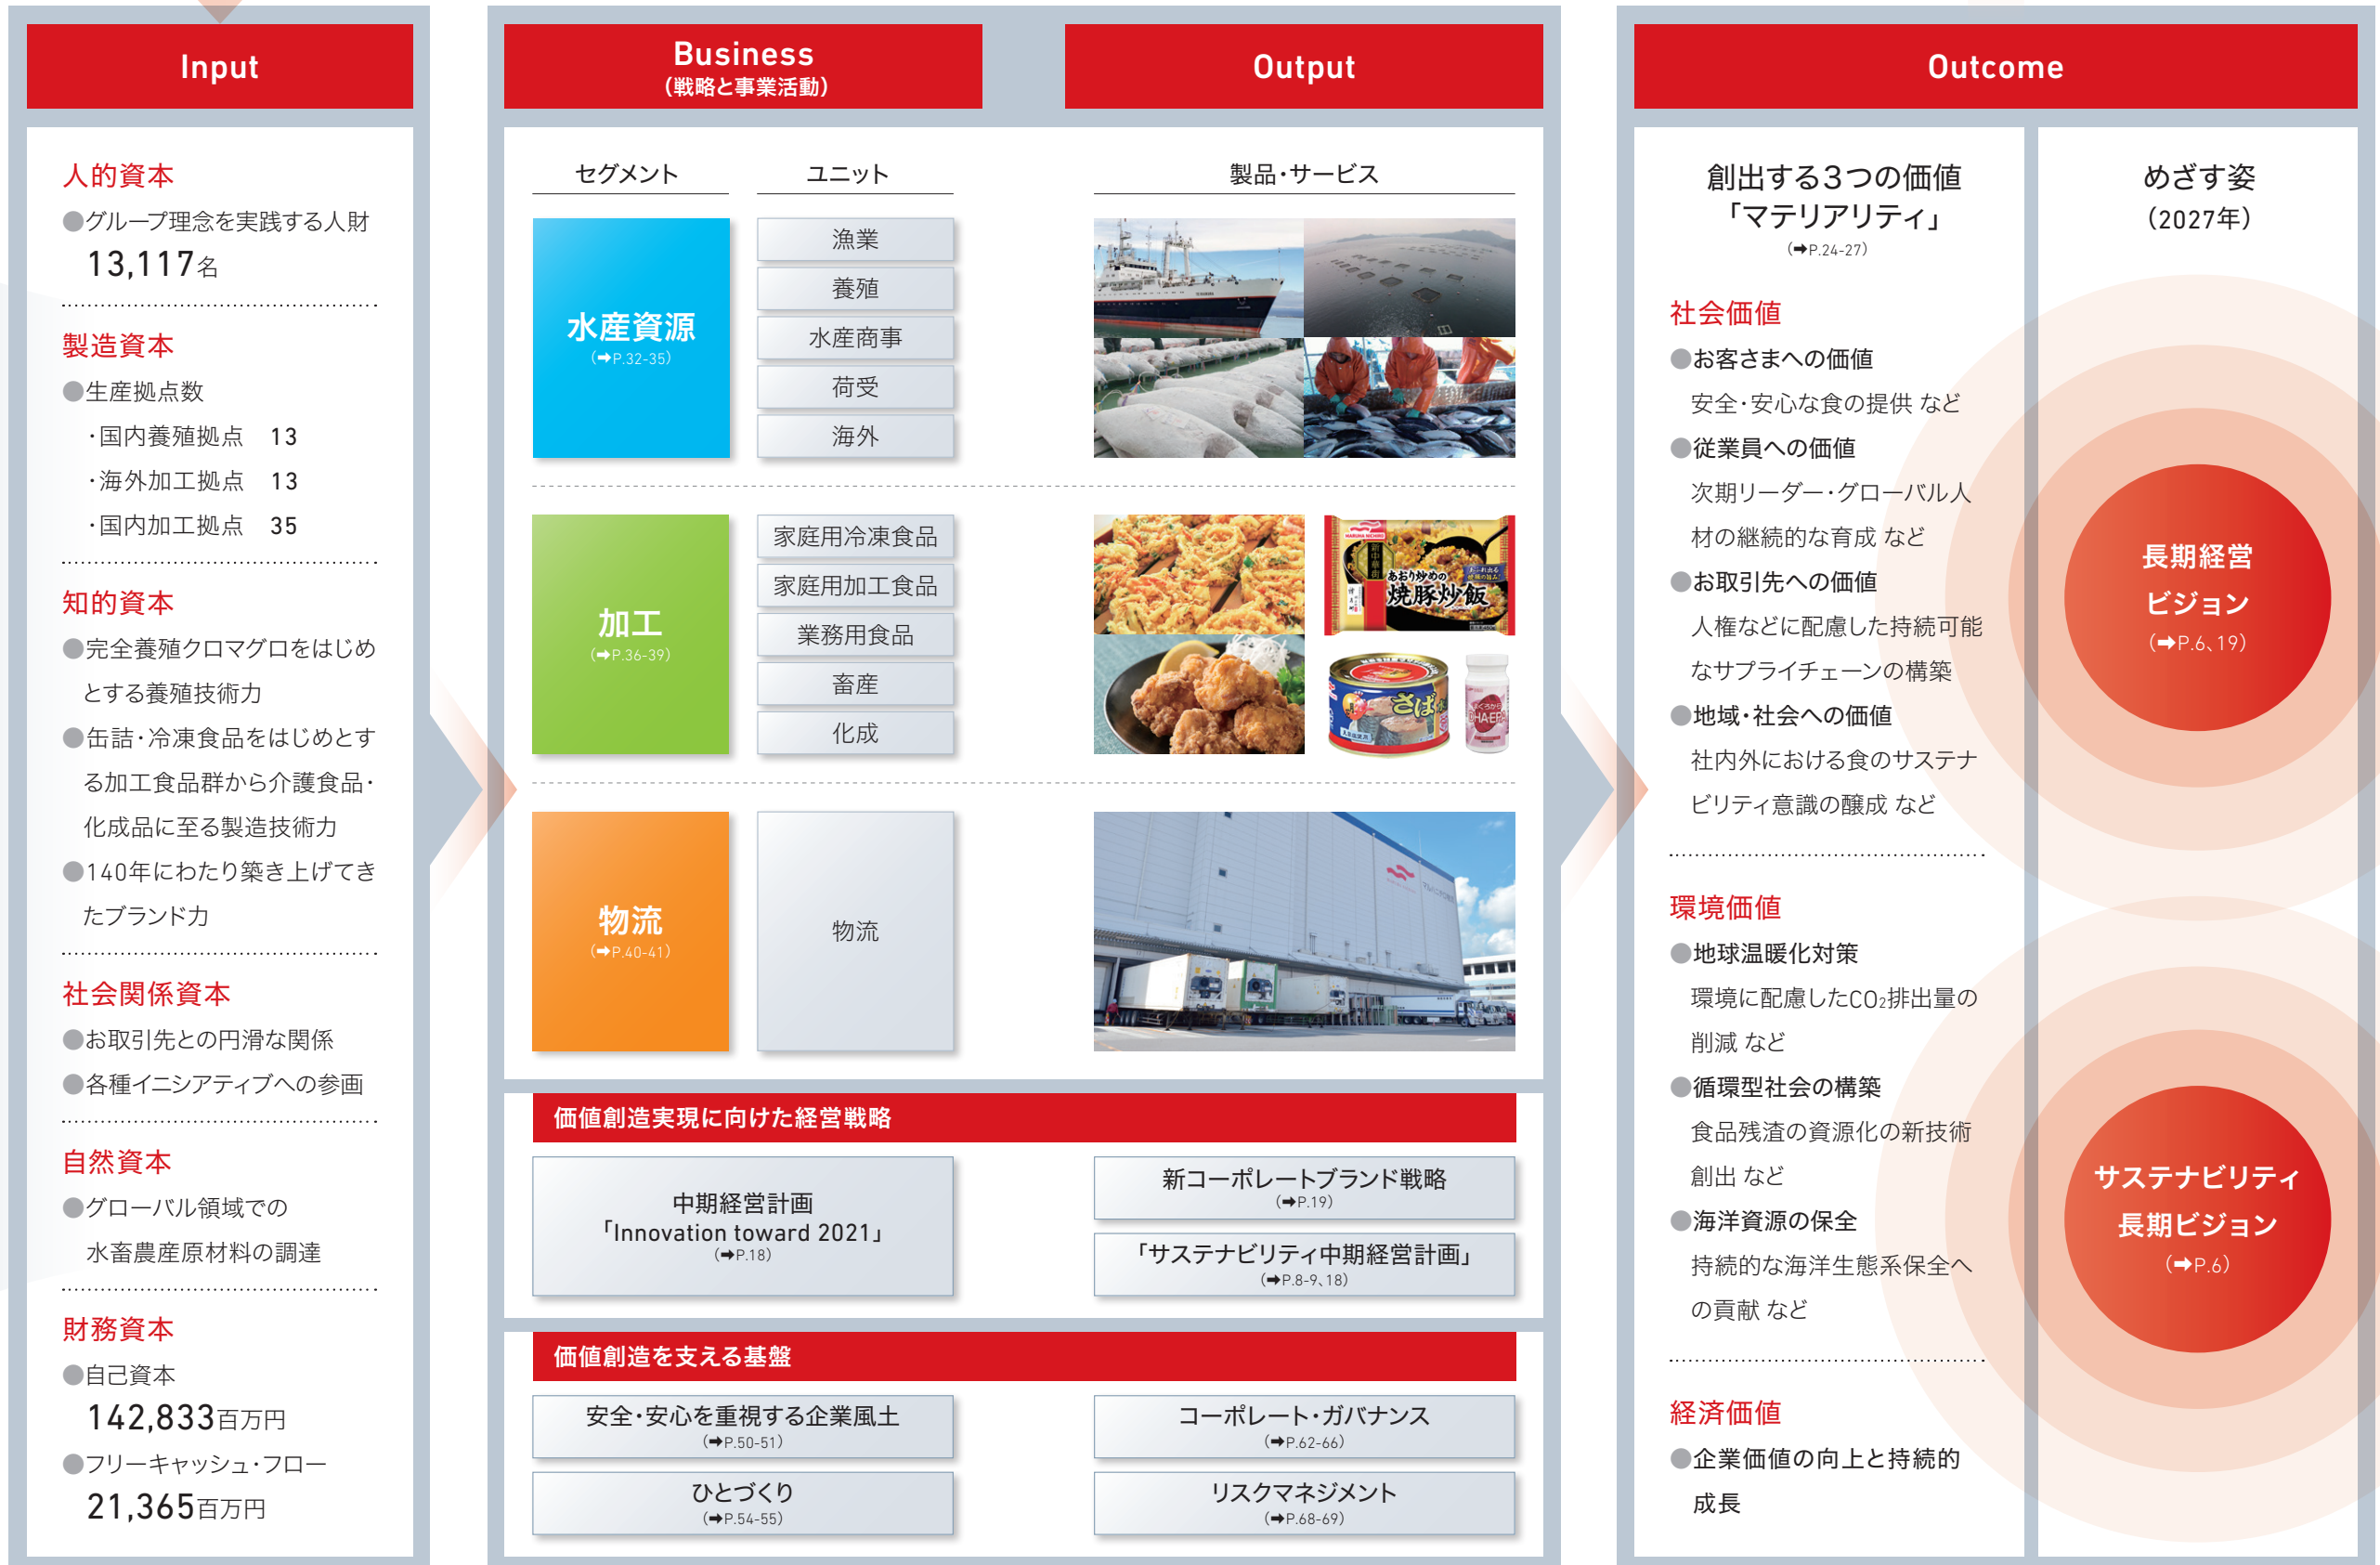 Input
人的資本
●グループ理念を実践する人財
13,117名
製造資本
●生産拠点数
・国内養殖拠点 13
・海外加工拠点 13
・国内加工拠点 35
知的資本
●完全養殖クロマグロをはじめ
とする養殖技術力
●缶詰・冷凍食品をはじめとす
る加工食品群から介護食品・
化成品に至る製造技術力
●140年にわたり築き上げてき
たブランド力
社会関係資本
●お取引先との円滑な関係
●各種イニシアティブへの参画
自然資本
●グローバル領域での
水畜農産原材料の調達
財務資本
●自己資本
142,833百万円
●フリーキャッシュ・フロー
21,365百万円
Business
(戦略と事業活動)
Output
セグメント
ユニット
製品・サービス
水産資源
(➡P.32-35)
漁業
養殖
水産商事
荷受
海外
加工
(➡P.36-39)
家庭用冷凍食品
家庭用加工食品
業務用食品
畜産
化成
MARUHA NICHIRO
新中華街
あおり炒めの
焼豚炒飯
さば
DHA・EPA
物流
(➡P.40-41)
物流
マルハニチロ物流
価値創造実現に向けた経営戦略
中期経営計画
「Innovation toward 2021」
(➡P.18)
新コーポレートブランド戦略
(➡P.19)
「サステナビリティ中期経営計画」
(➡P.8-9、18)
価値創造を支える基盤
安全・安心を重視する企業風土
(➡P.50-51)
コーポレート・ガバナンス
(➡P.62-66)
ひとづくり
(➡P.54-55)
リスクマネジメント
(➡P.68-69)
Outcome
創出する3つの価値
「マテリアリティ」
(➡P.24-27)
社会価値
●お客さまへの価値
安全・安心な食の提供 など
●従業員への価値
次期リーダー・グローバル人
材の継続的な育成 など
●お取引先への価値
人権などに配慮した持続可能
なサプライチェーンの構築
●地域・社会への価値
社内外における食のサステナ
ビリティ意識の醸成 など
環境価値
●地球温暖化対策
環境に配慮したCO₂排出量の
削減 など
●循環型社会の構築
食品残渣の資源化の新技術
創出 など
●海洋資源の保全
持続的な海洋生態系保全へ
の貢献 など
経済価値
●企業価値の向上と持続的
成長
めざす姿
(2027年)
長期経営
ビジョン
(➡P.6、19)
サステナビリティ
長期ビジョン
(➡P.6)